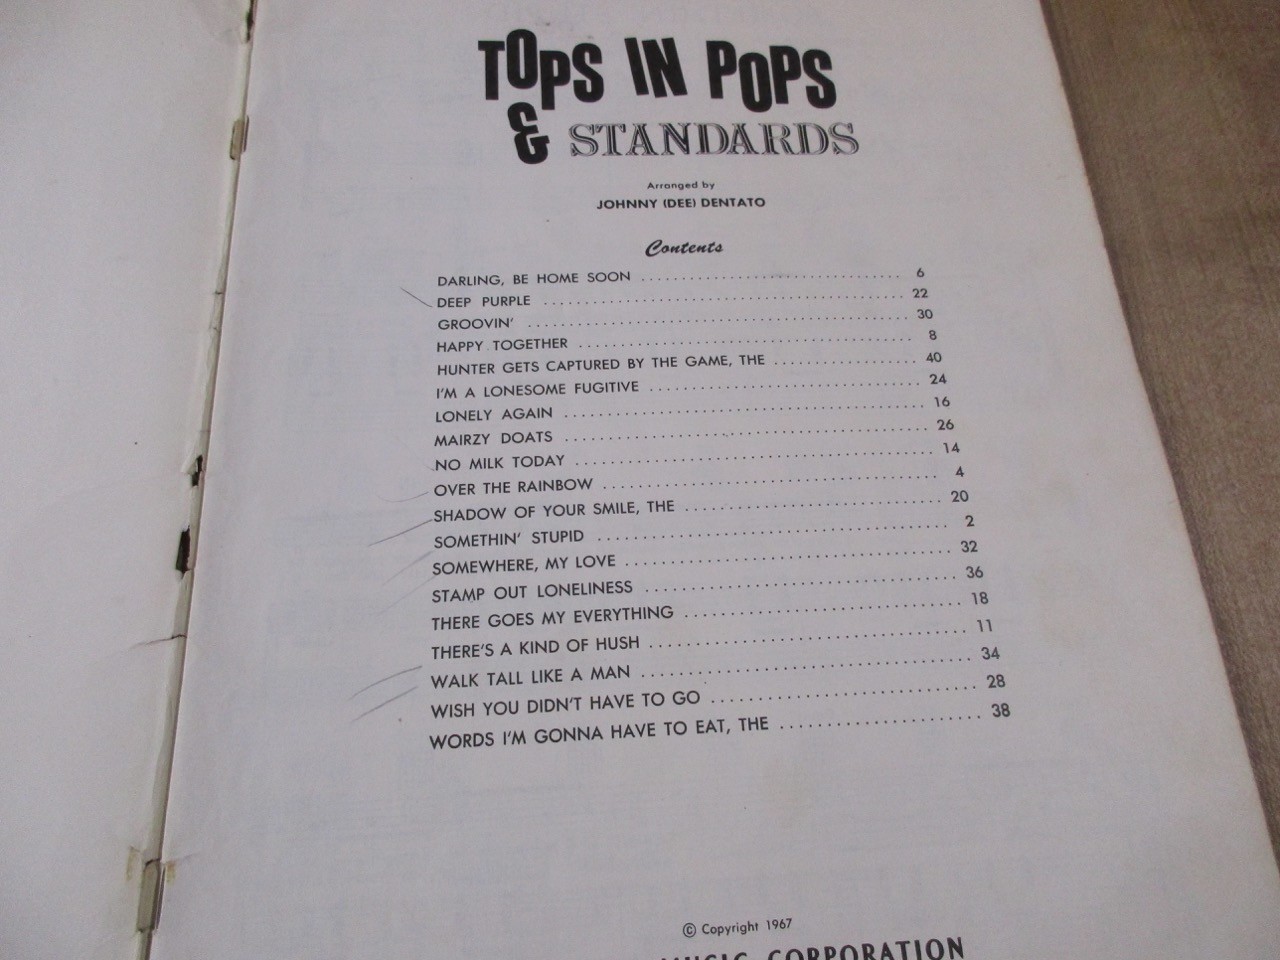 TOPS IN POPS
& STANDARDS
Arranged by
JOHNNY (DEE) DENTATO
Contents
DARLING, BE HOME SOON 6
DEEP PURPLE 22
GROOVIN' 30
HAPPY TOGETHER 8
HUNTER GETS CAPTURED BY THE GAME, THE 40
I'M A LONESOME FUGITIVE 24
LONELY AGAIN 16
MAIRZY DOATS 26
NO MILK TODAY 14
OVER THE RAINBOW 4
SHADOW OF YOUR SMILE, THE 20
SOMETHIN' STUPID 2
SOMEWHERE, MY LOVE 32
STAMP OUT LONELINESS 36
THERE GOES MY EVERYTHING 18
THERE'S A KIND OF HUSH 11
WALK TALL LIKE A MAN 34
WISH YOU DIDN'T HAVE TO GO 28
WORDS I'M GONNA HAVE TO EAT, THE 38
© Copyright 1967
MUSIC CORPORATION